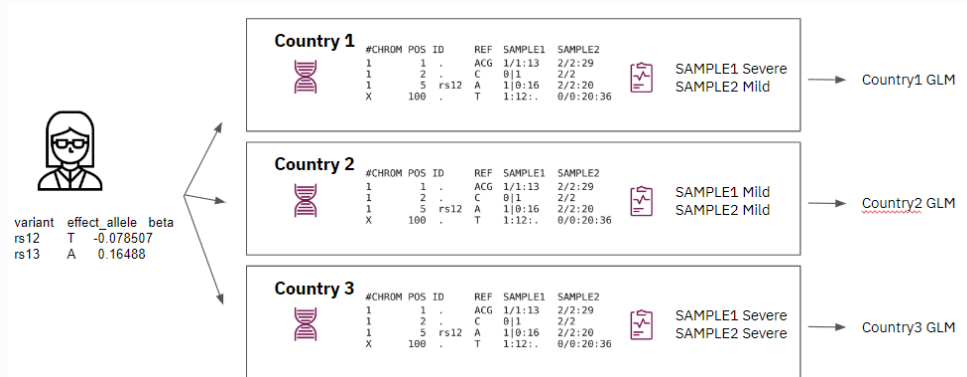 Country 1
#CHROM POS ID REF SAMPLE1 SAMPLE2
1 1 . ACG 1/1:13 2/2:29
1 2 . C 0|1 2/2
1 5 rs12 A 1|0:16 2/2:20
X 100 . T 1:12:. 0/0:20:36
SAMPLE1 Severe
SAMPLE2 Mild
Country1 GLM
variant effect_allele beta
rs12 T -0.078507
rs13 A 0.16488
Country 2
#CHROM POS ID REF SAMPLE1 SAMPLE2
1 1 . ACG 1/1:13 2/2:29
1 2 . C 0|1 2/2
1 5 rs12 A 1|0:16 2/2:20
X 100 . T 1:12:. 0/0:20:36
SAMPLE1 Mild
SAMPLE2 Mild
Country2 GLM
Country 3
#CHROM POS ID REF SAMPLE1 SAMPLE2
1 1 . ACG 1/1:13 2/2:29
1 2 . C 0|1 2/2
1 5 rs12 A 1|0:16 2/2:20
X 100 . T 1:12:. 0/0:20:36
SAMPLE1 Severe
SAMPLE2 Severe
Country3 GLM